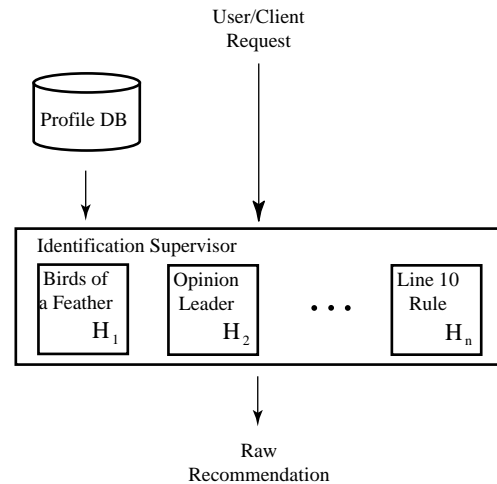 User/Client
Request
Profile DB
Identification Supervisor
Birds of
a Feather
H1
Opinion
Leader
H2
. . .
Line 10
Rule
Hn
Raw
Recommendation